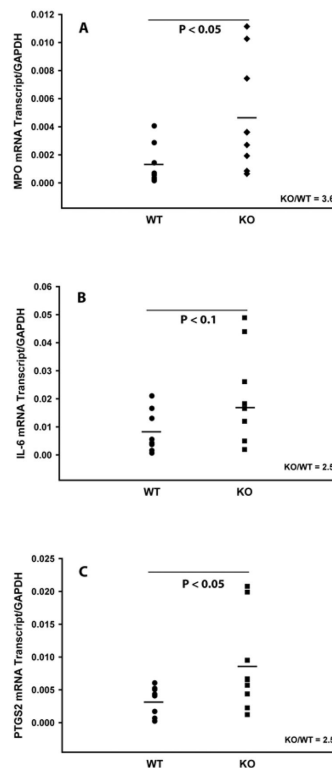 0.012
A
P < 0.05
0.010
0.008
0.006
0.004
0.002
0.000
MPO mRNA Transcript/GAPDH
KO/WT = 3.6
WT KO
0.06
B
0.05
P < 0.1
0.04
0.03
0.02
0.01
0.00
IL-6 mRNA Transcript/GAPDH
KO/WT = 2.5
WT KO
0.025
C
P < 0.05
0.020
0.015
0.010
0.005
0.000
PTGS2 mRNA Transcript/GAPDH
KO/WT = 2.5
WT KO